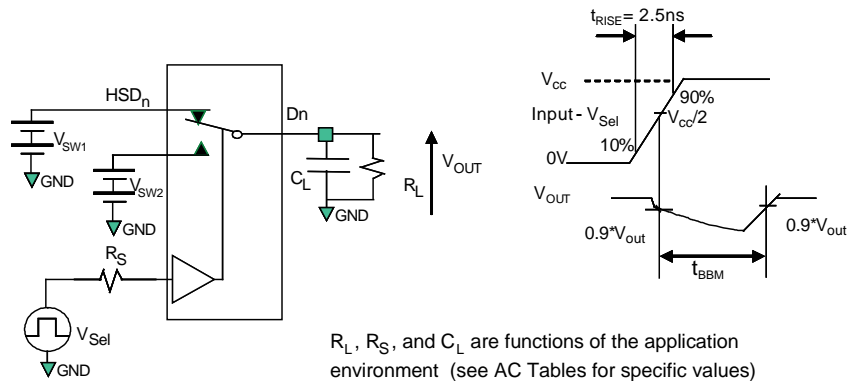 HSDn
Dn
VSW1
GND
VSW2
GND
RS
VSel
GND
CL
RL
GND
VOUT
tRISE= 2.5ns
Vcc
90%
Input - VSel
Vcc/2
10%
0V
VOUT
0.9*Vout
0.9*Vout
tBBM
RL, RS, and CL are functions of the application
environment (see AC Tables for specific values)